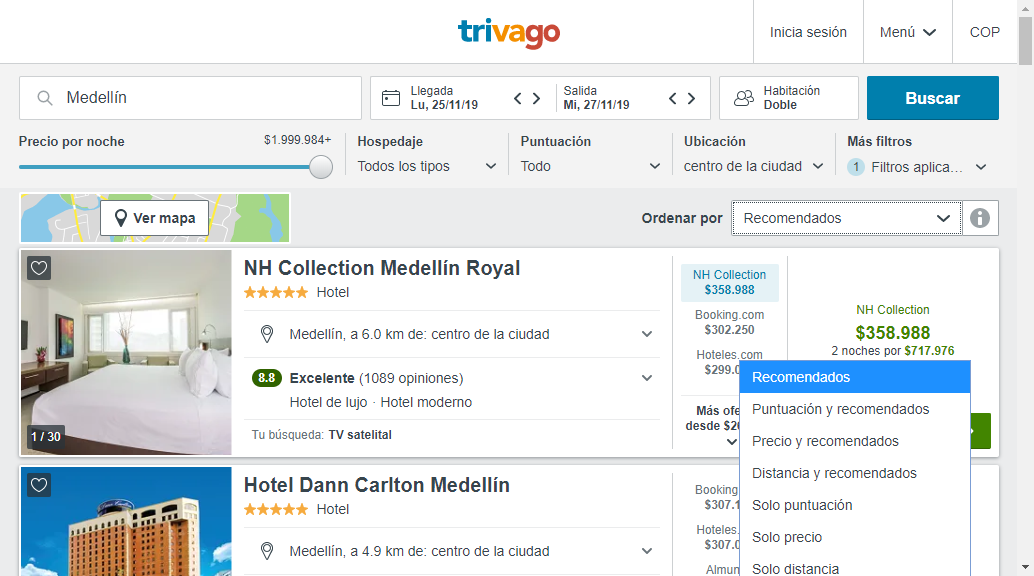 trivago
Inicia sesión
Menú
COP
Medellín
Llegada
Lu, 25/11/19
Salida
Mi, 27/11/19
Habitación
Doble
Buscar
Precio por noche
$1.999.984+
Hospedaje
Todos los tipos
Puntuación
Todo
Ubicación
centro de la ciudad
Más filtros
1 Filtros aplica...
Ver mapa
Ordenar por
Recomendados
NH Collection Medellín Royal
Hotel
Medellín, a 6.0 km de: centro de la ciudad
8.8 Excelente (1089 opiniones)
Hotel de lujo · Hotel moderno
Tu búsqueda: TV satelital
1 / 30
NH Collection
$358.988
Booking.com
$302.250
Hoteles.com
$299.0
Más ofe
desde $2
NH Collection
$358.988
2 noches por $717.976
Recomendados
Puntuación y recomendados
Precio y recomendados
Distancia y recomendados
Solo puntuación
Solo precio
Solo distancia
Hotel Dann Carlton Medellín
Hotel
Medellín, a 4.9 km de: centro de la ciudad
Booking
$307.1
Hoteles.
$307.0
Almun